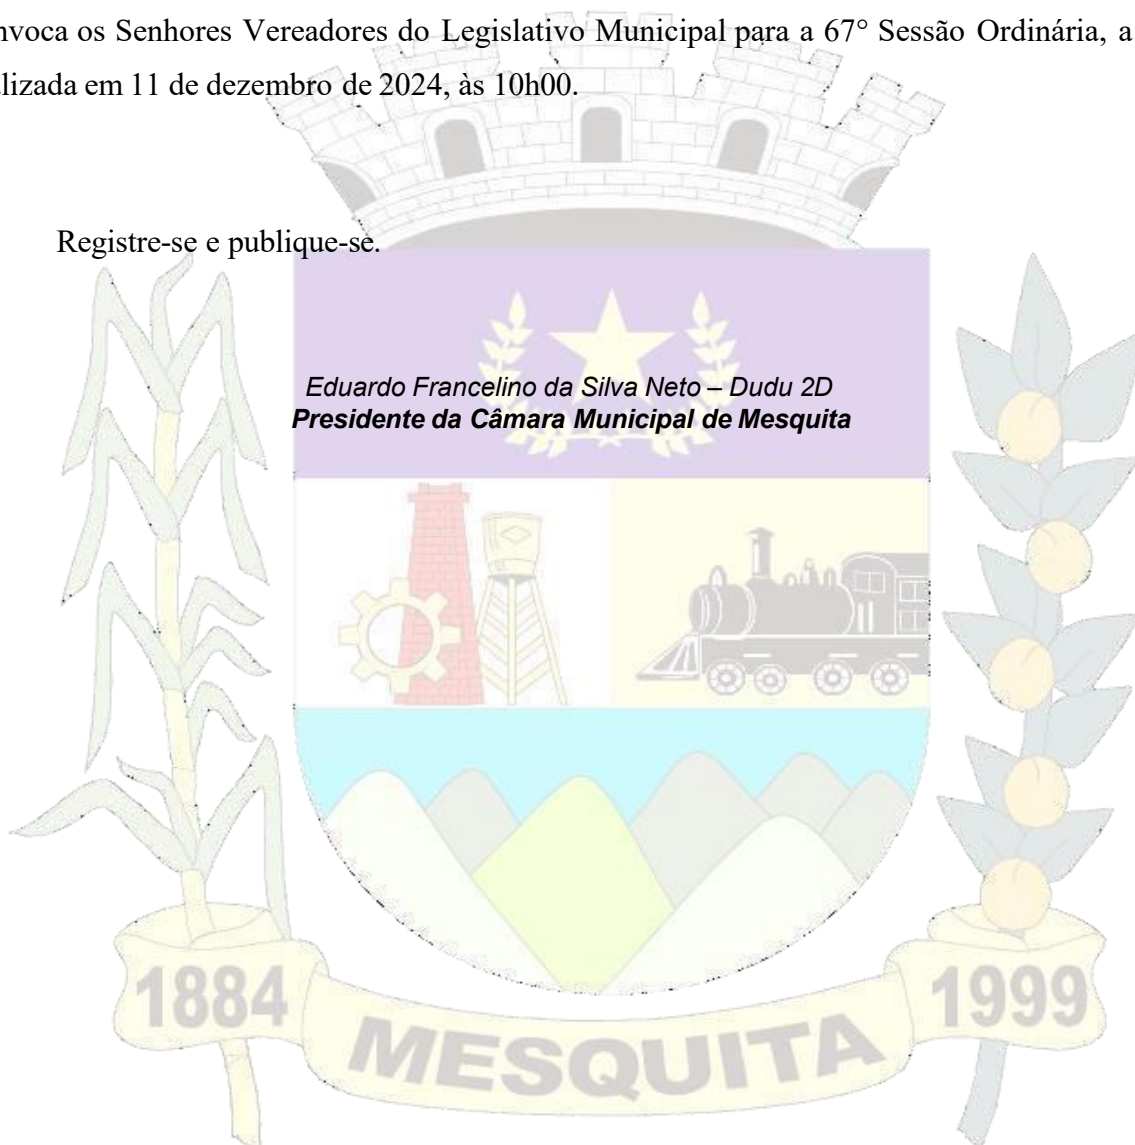 nvoca os Senhores Vereadores do Legislativo Municipal para a 67° Sessão Ordinária, a
lizada em 11 de dezembro de 2024, às 10h00.
Registre-se e publique-se.
Eduardo Francelino da Silva Neto – Dudu 2D
Presidente da Câmara Municipal de Mesquita
1884
MESQUITA
1999